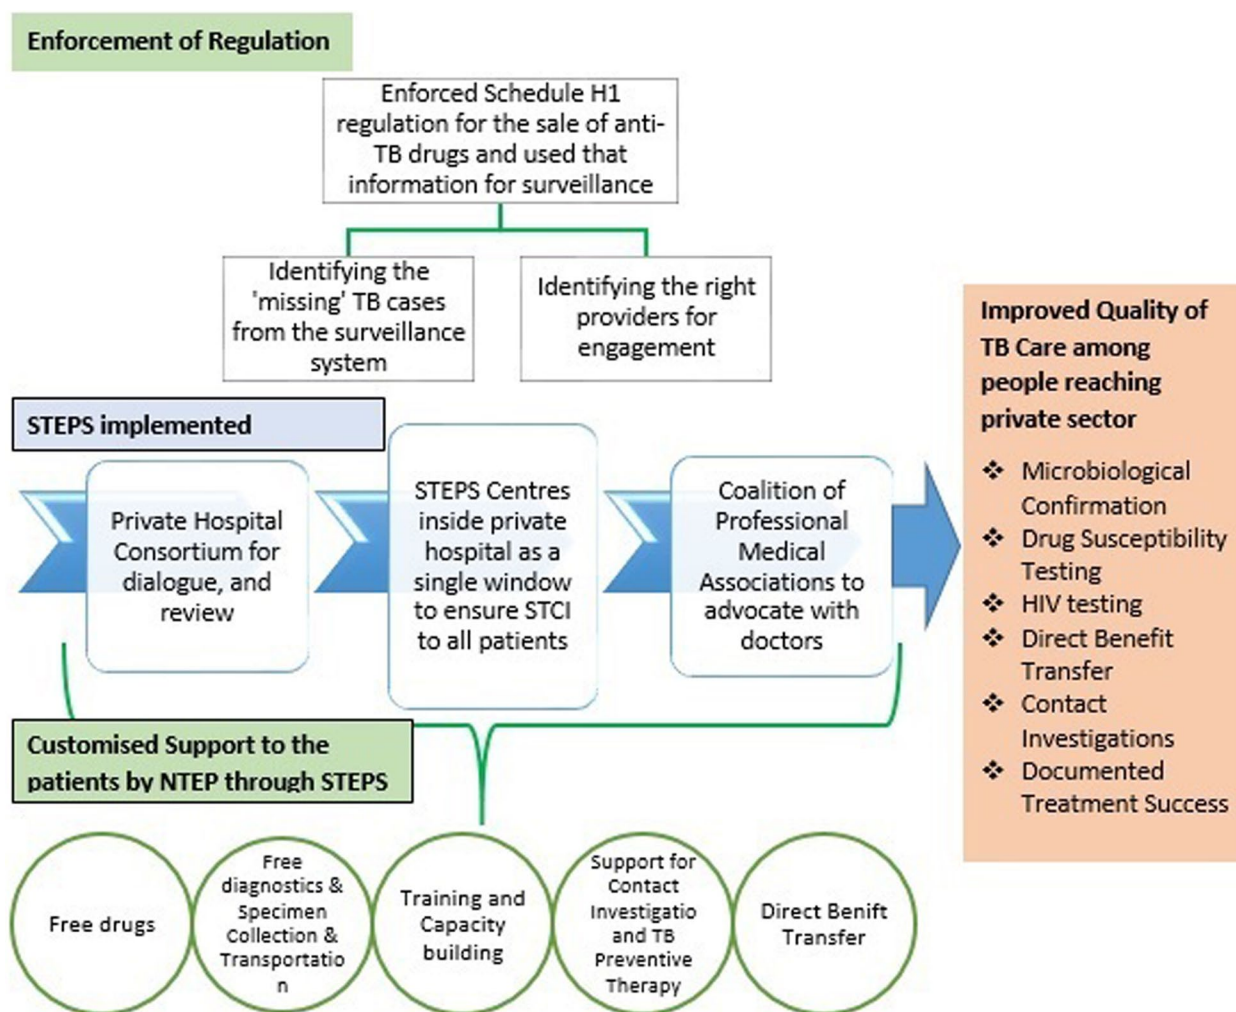 Enforcement of Regulation
Enforced Schedule H1
regulation for the sale of anti-
TB drugs and used that
information for surveillance
Identifying the
'missing' TB cases
from the surveillance
system
Identifying the right
providers for
engagement
STEPS implemented
Private Hospital
Consortium for
dialogue, and
review
STEPS Centres
inside private
hospital as a
single window
to ensure STCI
to all patients
Coalition of
Professional
Medical
Associations to
advocate with
doctors
Improved Quality of
TB Care among
people reaching
private sector
❖ Microbiological
Confirmation
❖ Drug Susceptibility
Testing
❖ HIV testing
❖ Direct Benefit
Transfer
❖ Contact
Investigations
❖ Documented
Treatment Success
Customised Support to the
patients by NTEP through STEPS
Free drugs
Free
diagnostics &
Specimen
Collection &
Transportatio
n
Training and
Capacity
building
Support for
Contact
Investigatio
and TB
Preventive
Therapy
Direct Benift
Transfer